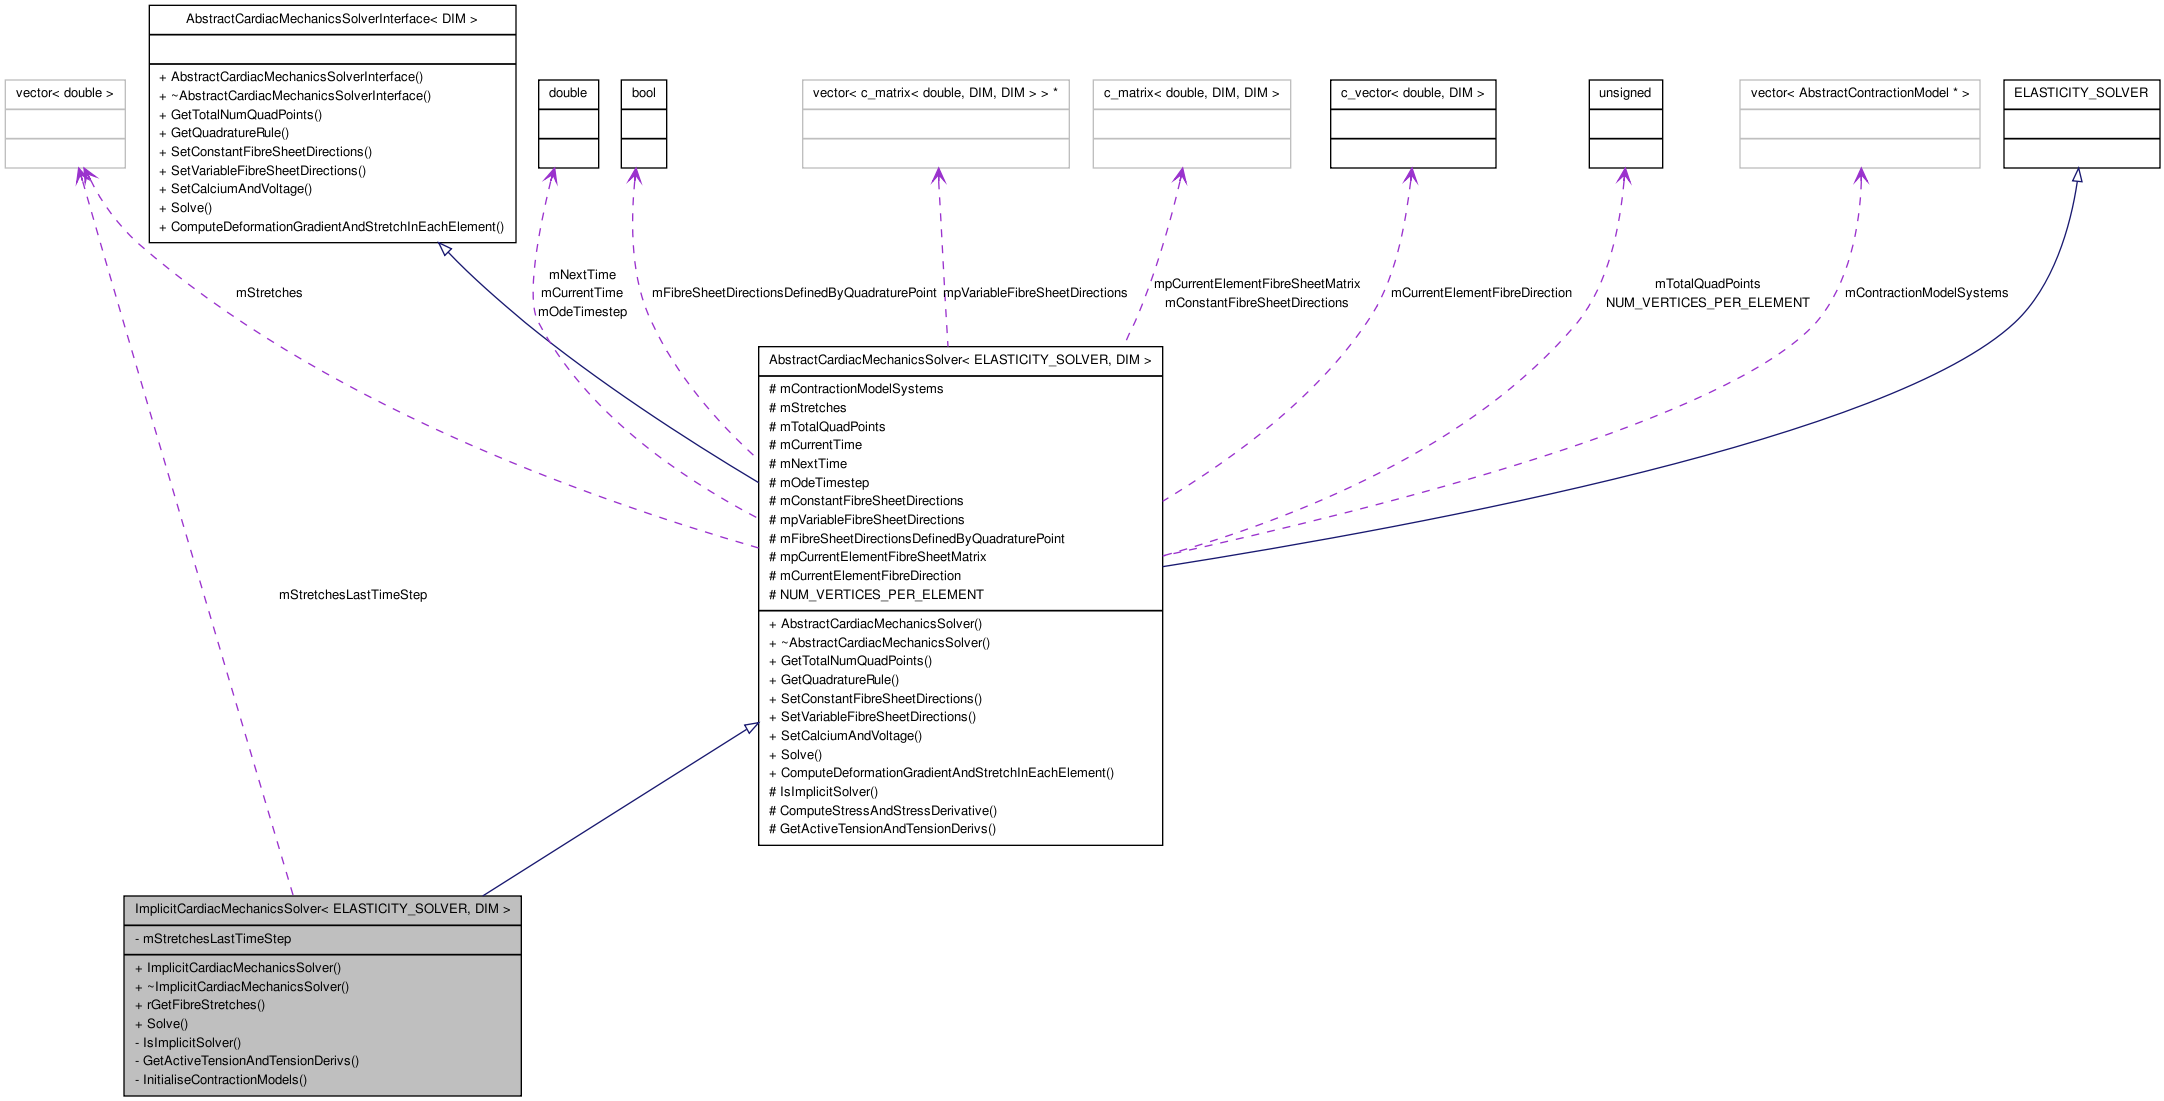 AbstractCardiacMechanicsSolverInterface< DIM >
+ AbstractCardiacMechanicsSolverInterface()
+ ~AbstractCardiacMechanicsSolverInterface()
+ GetTotalNumQuadPoints()
+ GetQuadratureRule()
+ SetConstantFibreSheetDirections()
+ SetVariableFibreSheetDirections()
+ SetCalciumAndVoltage()
+ Solve()
+ ComputeDeformationGradientAndStretchInEachElement()
vector< double >
double
bool
vector< c_matrix< double, DIM, DIM > > *
c_matrix< double, DIM, DIM >
c_vector< double, DIM >
unsigned
vector< AbstractContractionModel * >
ELASTICITY_SOLVER
mStretches
mNextTime
mCurrentTime
mOdeTimestep
mFibreSheetDirectionsDefinedByQuadraturePoint
mpVariableFibreSheetDirections
mpCurrentElementFibreSheetMatrix
mConstantFibreSheetDirections
mCurrentElementFibreDirection
mTotalQuadPoints
NUM_VERTICES_PER_ELEMENT
mContractionModelSystems
AbstractCardiacMechanicsSolver< ELASTICITY_SOLVER, DIM >
# mContractionModelSystems
# mStretches
# mTotalQuadPoints
# mCurrentTime
# mNextTime
# mOdeTimestep
# mConstantFibreSheetDirections
# mpVariableFibreSheetDirections
# mFibreSheetDirectionsDefinedByQuadraturePoint
# mpCurrentElementFibreSheetMatrix
# mCurrentElementFibreDirection
# NUM_VERTICES_PER_ELEMENT
+ AbstractCardiacMechanicsSolver()
+ ~AbstractCardiacMechanicsSolver()
+ GetTotalNumQuadPoints()
+ GetQuadratureRule()
+ SetConstantFibreSheetDirections()
+ SetVariableFibreSheetDirections()
+ SetCalciumAndVoltage()
+ Solve()
+ ComputeDeformationGradientAndStretchInEachElement()
# IsImplicitSolver()
# ComputeStressAndStressDerivative()
# GetActiveTensionAndTensionDerivs()
mStretchesLastTimeStep
ImplicitCardiacMechanicsSolver< ELASTICITY_SOLVER, DIM >
- mStretchesLastTimeStep
+ ImplicitCardiacMechanicsSolver()
+ ~ImplicitCardiacMechanicsSolver()
+ rGetFibreStretches()
+ Solve()
- IsImplicitSolver()
- GetActiveTensionAndTensionDerivs()
- InitialiseContractionModels()